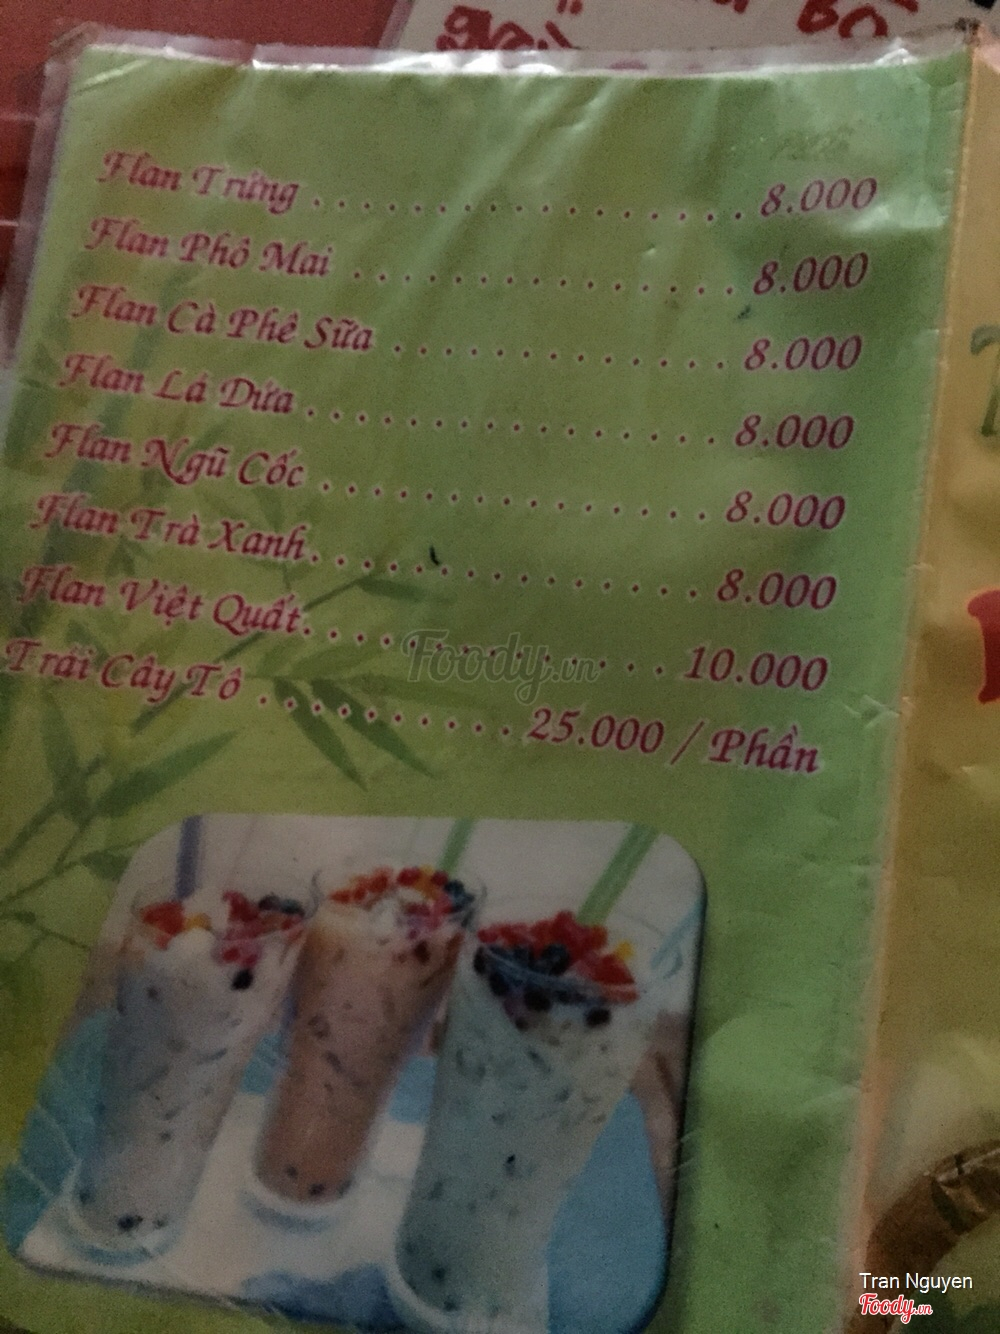 BÒ
Flan Trứng . . . . . . . . . . . . . . . . . . . 8.000
Flan Phô Mai . . . . . . . . . . . . . . . . . 8.000
Flan Cà Phê Sữa . . . . . . . . . . . . . . 8.000
Flan Lá Dứa . . . . . . . . . . . . . . . . . . 8.000
Flan Ngũ Cốc . . . . . . . . . . . . . . . . 8.000
Flan Trà Xanh. . . . . . . . . . . . . . . . 8.000
Flan Việt Quất. . . . . . . . . . . . . . . 10.000
Trái Cây Tô . . . . . . . . . . 25.000 / Phần
Foody.vn
Tran Nguyen
Foody.vn